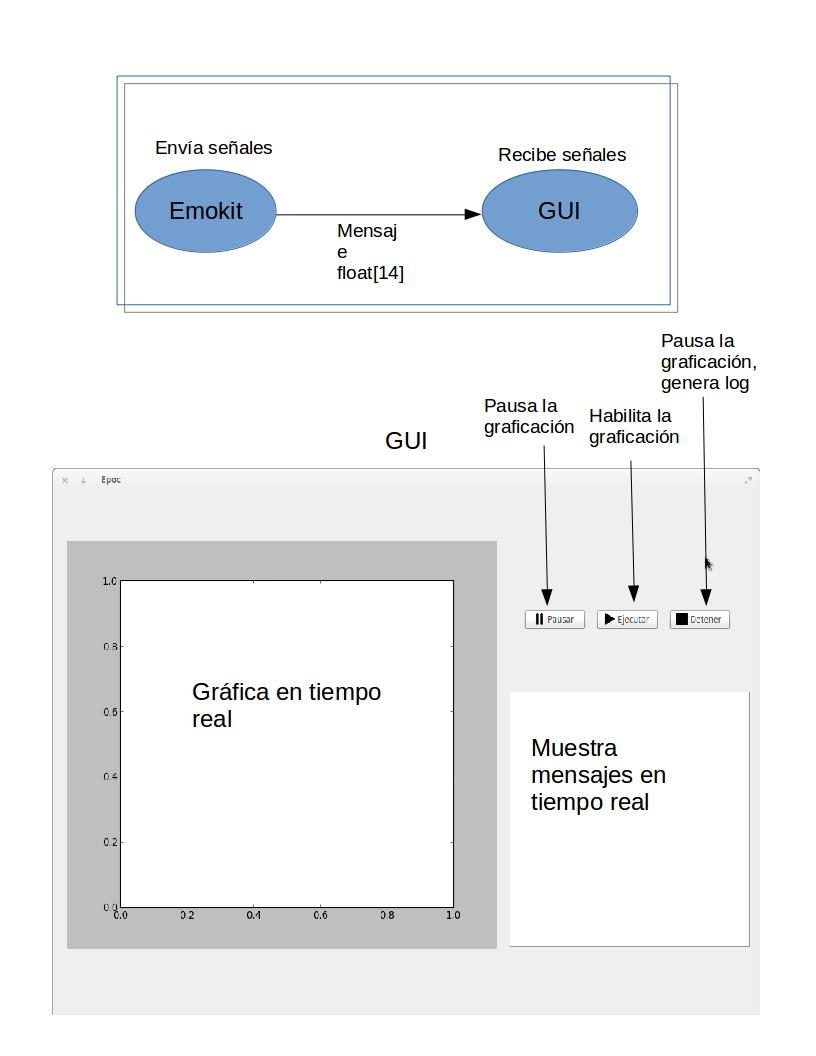 Envía señales
Recibe señales
Emokit
GUI
Mensaj
e
float[14]
Pausa la
graficación,
genera log
Pausa la
graficación
Habilita la
graficación
GUI
Epoc
Pausar
Ejecutar
Detener
1.0
0.8
0.6
0.4
0.2
0.0
0.0 0.2 0.4 0.6 0.8 1.0
Gráfica en tiempo
real
Muestra
mensajes en
tiempo real